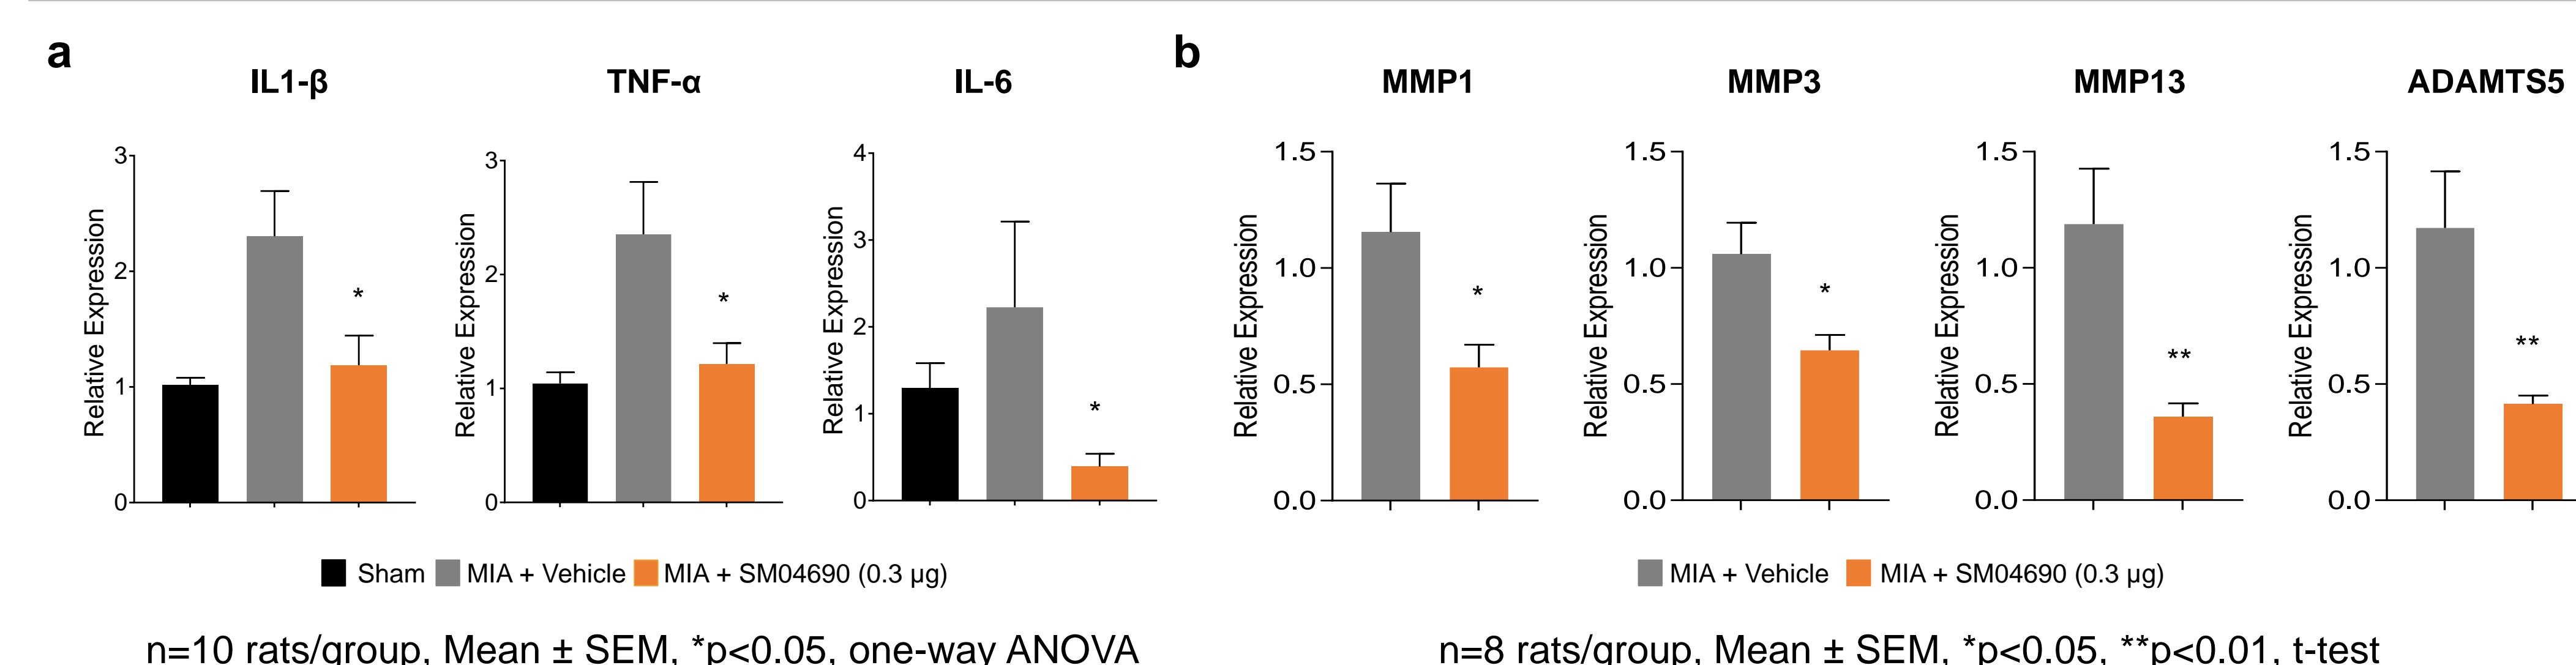 a
IL1-β
TNF-α
IL-6
3
2
1
0
Relative Expression
*
3
2
1
0
Relative Expression
*
4
3
2
1
0
Relative Expression
*
Sham MIA + Vehicle MIA + SM04690 (0.3 µg)
n=10 rats/group, Mean ± SEM, *p<0.05, one-way ANOVA
b
MMP1
MMP3
MMP13
ADAMTS5
1.5
1.0
0.5
0.0
Relative Expression
*
1.5
1.0
0.5
0.0
Relative Expression
*
1.5
1.0
0.5
0.0
Relative Expression
**
1.5
1.0
0.5
0.0
Relative Expression
**
MIA + Vehicle MIA + SM04690 (0.3 µg)
n=8 rats/group, Mean ± SEM, *p<0.05, **p<0.01, t-test